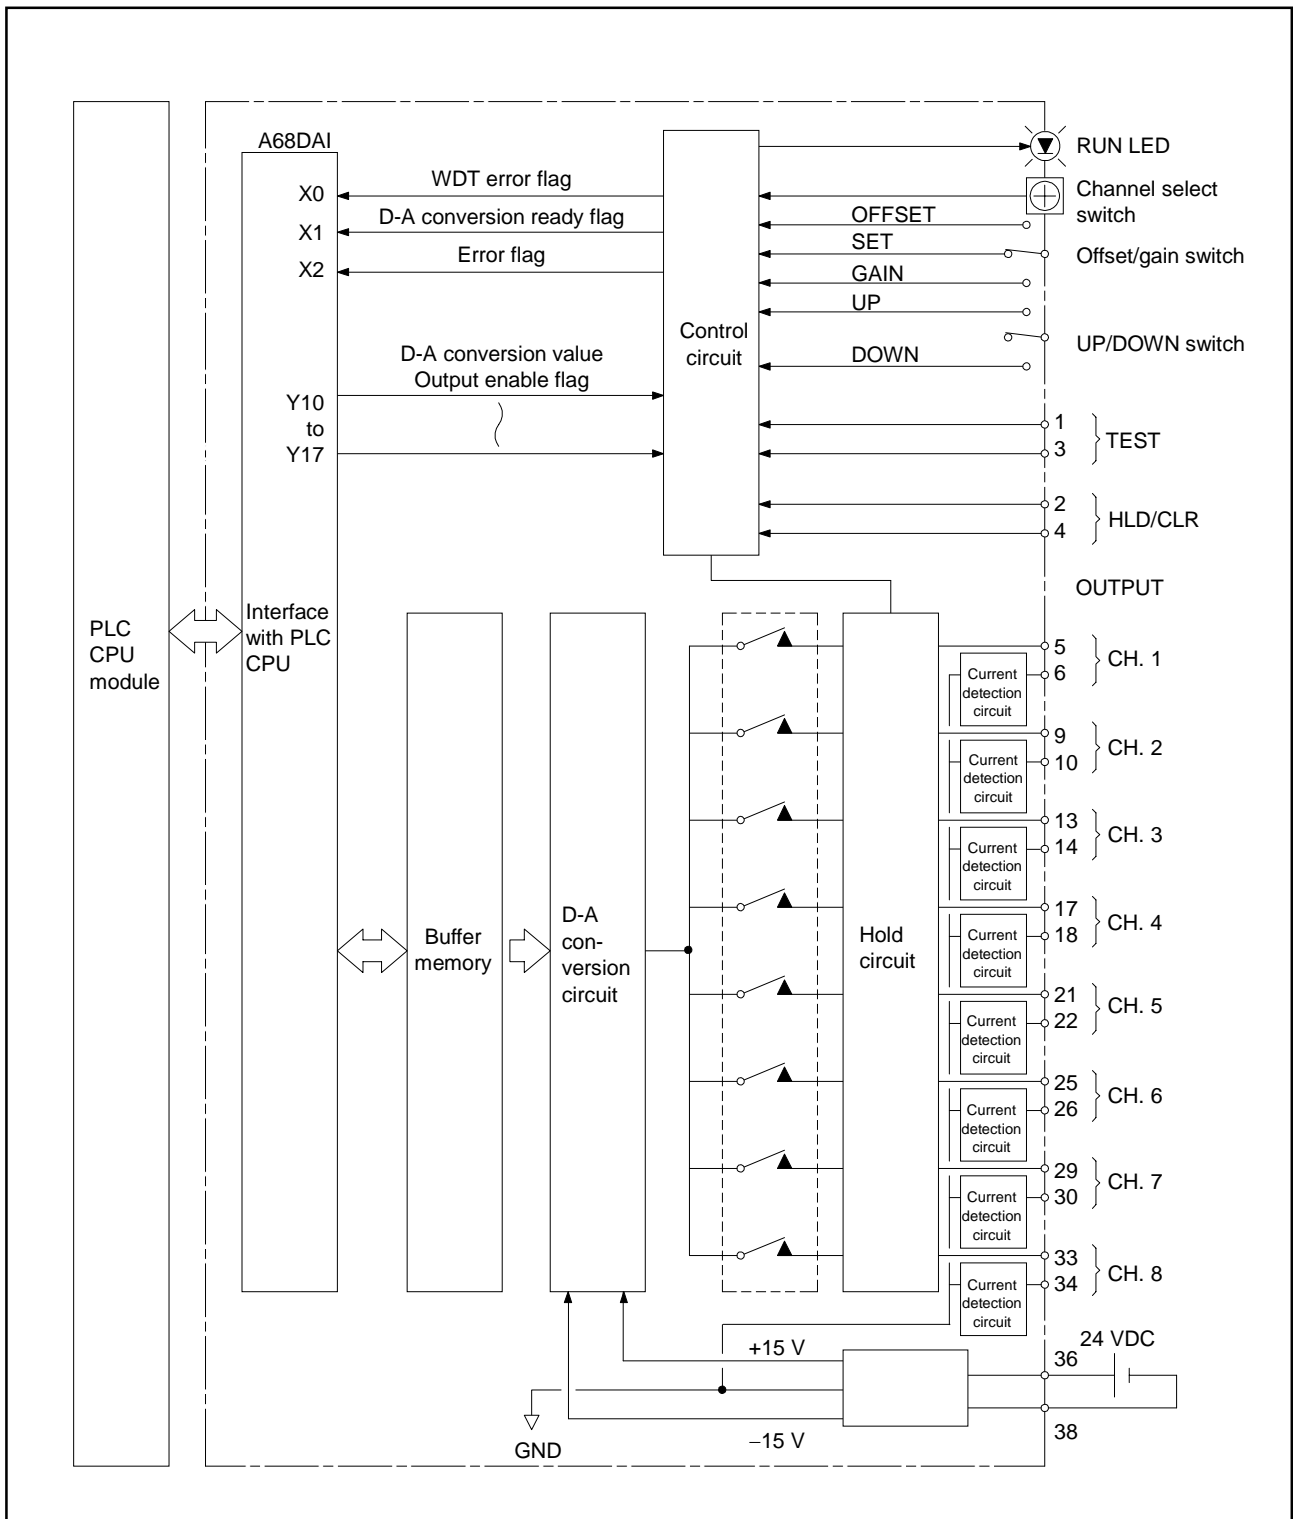 A68DAI
RUN LED
X0
WDT error flag
Channel select
switch
X1
D-A conversion ready flag
OFFSET
X2
Error flag
SET
Offset/gain switch
GAIN
UP
Control
circuit
UP/DOWN switch
D-A conversion value
Output enable flag
DOWN
Y10
to
Y17
1
3
TEST
2
4
HLD/CLR
OUTPUT
PLC
CPU
module
Interface
with PLC
CPU
5
6
CH. 1
Current
detection
circuit
9
10
CH. 2
Current
detection
circuit
13
14
CH. 3
Current
detection
circuit
17
18
CH. 4
Current
detection
circuit
Buffer
memory
D-A
con-
version
circuit
Hold
circuit
21
22
CH. 5
Current
detection
circuit
25
26
CH. 6
Current
detection
circuit
29
30
CH. 7
Current
detection
circuit
33
34
CH. 8
Current
detection
circuit
+15 V
24 VDC
36
38
GND
−15 V